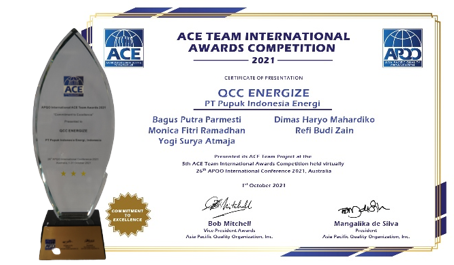 ACE
ACE TEAM INTERNATIONAL
AWARDS COMPETITION
2021
APQO
CERTIFICATE OF PRESENTATION
QCC ENERGIZE
PT Pupuk Indonesia Energi
Bagus Putra Parmesti
Dimas Haryo Mahardiko
Monica Fitri Ramadhan
Refi Budi Zain
Yogi Surya Atmaja
Presented its ACE Team Project at the
8th ACE Team International Awards Competition held virtually
26th APQO International Conference 2021, Australia
1st October 2021
Bob Mitchell
Mangalika de Silva
Vice President Awards
President
Asia Pacific Quality Organization, Inc.
Asia Pacific Quality Organization, Inc.
COMMITMENT
TO
EXCELLENCE
ACE
QCC ENERGIZE